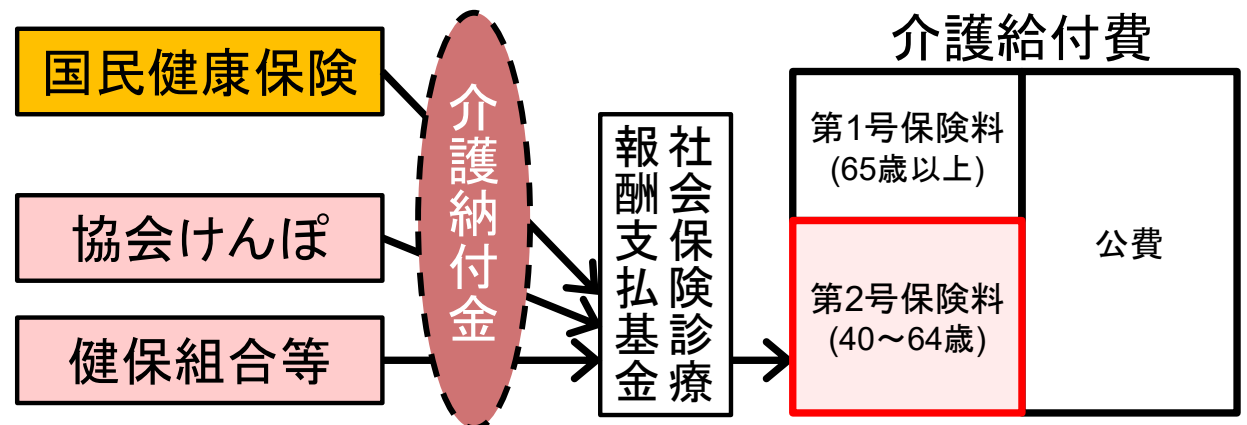 国民健康保険
協会けんぽ
健保組合等
介護納付金
社会保険診療
報酬支払基金
介護給付費
第1号保険料
(65歳以上)
第2号保険料
(40～64歳)
公費